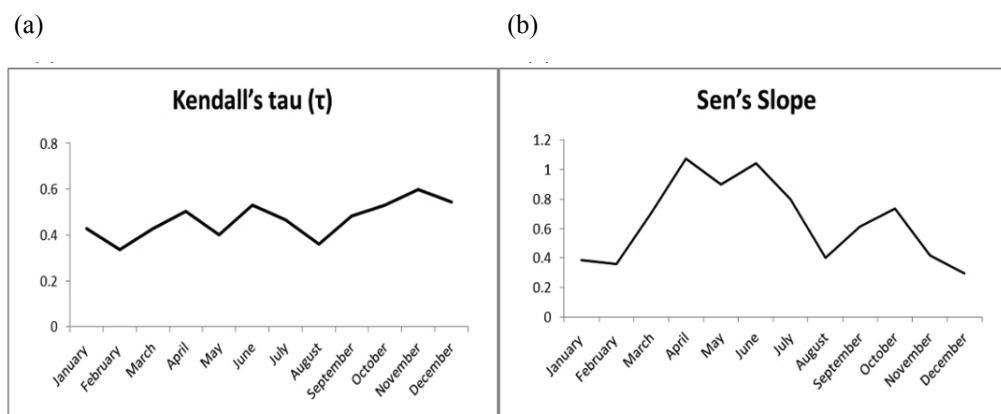 (a)
(b)
Kendall's tau (τ)
0.8
0.6
0.4
0.2
0
January
February
March
April
May
June
July
August
September
October
November
December
Sen's Slope
1.2
1
0.8
0.6
0.4
0.2
0
January
February
March
April
May
June
July
August
September
October
November
December